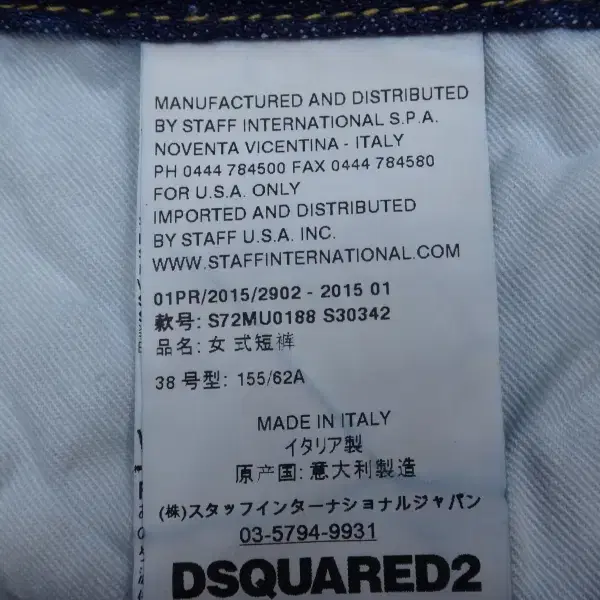 MANUFACTURED AND DISTRIBUTED
BY STAFF INTERNATIONAL S.P.A.
NOVENTA VICENTINA - ITALY
PH 0444 784500 FAX 0444 784580
FOR U.S.A. ONLY
IMPORTED AND DISTRIBUTED
BY STAFF U.S.A. INC.
WWW.STAFFINTERNATIONAL.COM
01PR/2015/2902 - 2015 01
款号: S72MU0188 S30342
品名: 女 式短裤
38 号型: 155/62A
MADE IN ITALY
イタリア製
原产国: 意大利製造
(株)スタッフインターナショナルジャパン
03-5794-9931
DSQUARED2